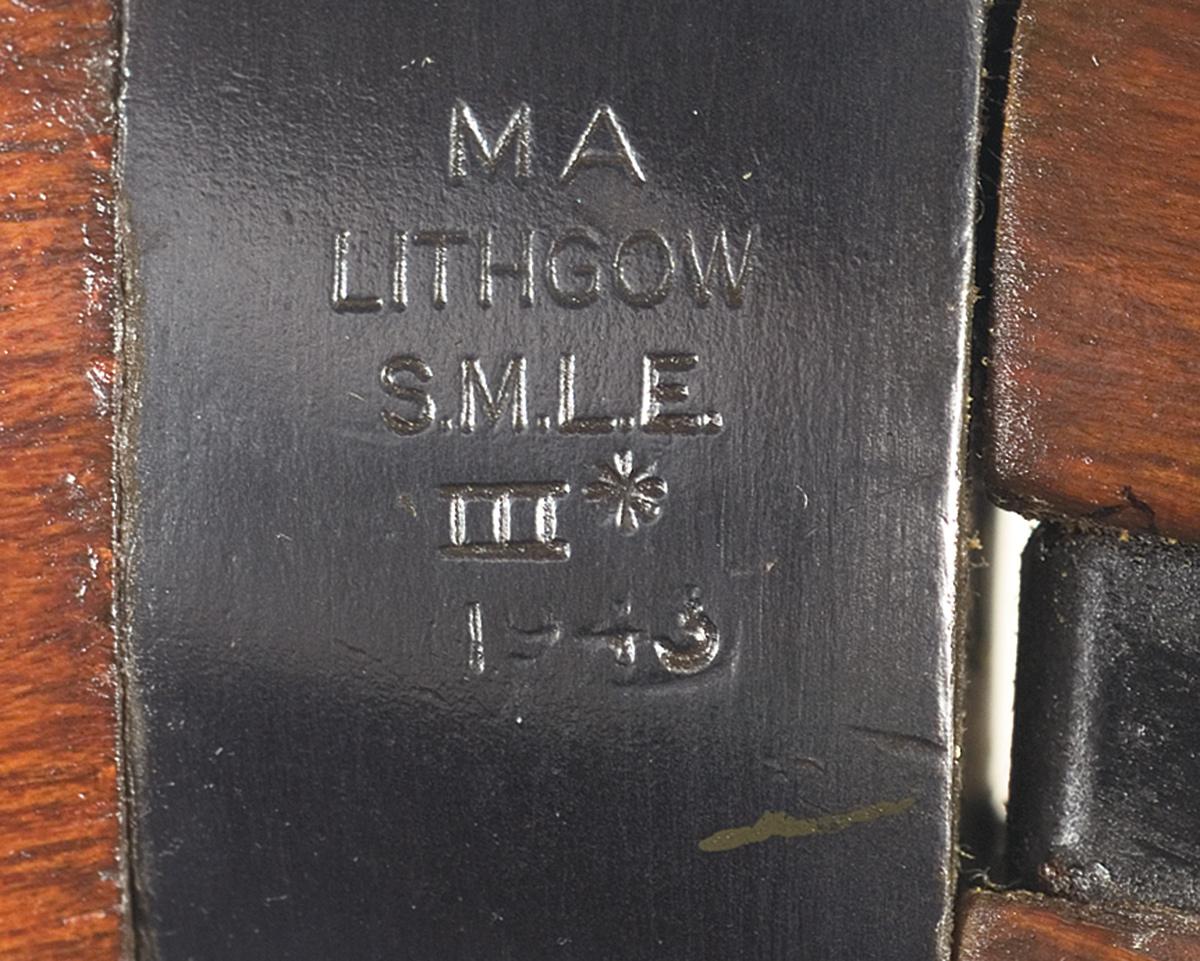 MA
LITHGOW
S.M.L.E.
III*
1943